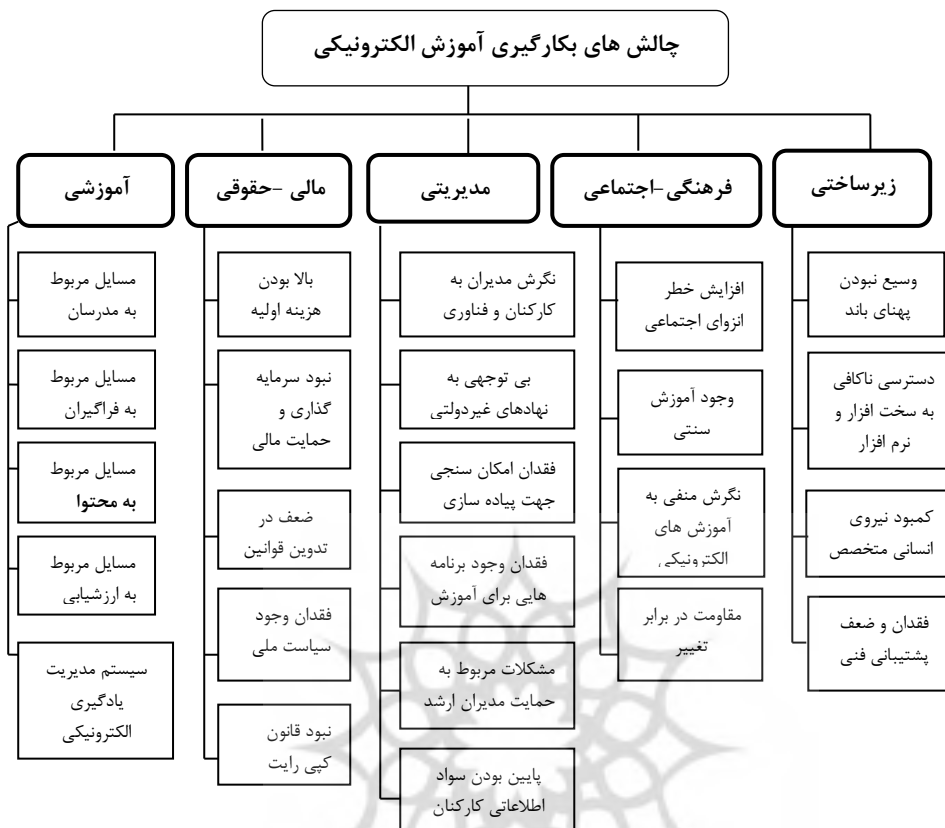 چالش های بکارگیری آموزش الکترونیکی
زیرساختی
وسیع نبودن
پهنای باند
دسترسی ناکافی
به سخت افزار و
نرم افزار
کمبود نیروی
انسانی متخصص
فقدان و ضعف
پشتیبانی فنی
فرهنگی-اجتماعی
افزایش خطر
انزوای اجتماعی
وجود آموزش
سنتی
نگرش منفی به
آموزش های
الکترونیکی
مقاومت در برابر
تغییر
مدیریتی
نگرش مدیران به
کارکنان و فناوری
بی توجهی به
نهادهای غیردولتی
فقدان امکان سنجی
جهت پیاده سازی
فقدان وجود برنامه
هایی برای آموزش
مشکلات مربوط به
حمایت مدیران ارشد
پایین بودن سواد
اطلاعاتی کارکنان
مالی -حقوقی
بالا بودن
هزینه اولیه
نبود سرمایه
گذاری و
حمایت مالی
ضعف در
تدوین قوانین
فقدان وجود
سیاست ملی
نبود قانون
کپی رایت
آموزشی
مسایل مربوط
به مدرسان
مسایل مربوط
به فراگیران
مسایل مربوط
به محتوا
مسایل مربوط
به ارزشیابی
سیستم مدیریت
یادگیری
الکترونیکی